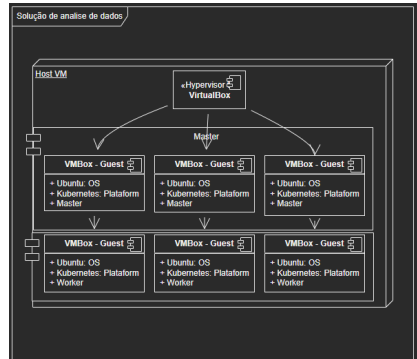 Solução de analise de dados
Host VM
«Hypervisor»
VirtualBox
Master
VMBox - Guest
+ Ubuntu: OS
+ Kubernetes: Plataform
+ Master
VMBox - Guest
+ Ubuntu: OS
+ Kubernetes: Plataform
+ Master
VMBox - Guest
+ Ubuntu: OS
+ Kubernetes: Plataform
+ Master
VMBox - Guest
+ Ubuntu: OS
+ Kubernetes: Plataform
+ Worker
VMBox - Guest
+ Ubuntu: OS
+ Kubernetes: Plataform
+ Worker
VMBox - Guest
+ Ubuntu: OS
+ Kubernetes: Plataform
+ Worker